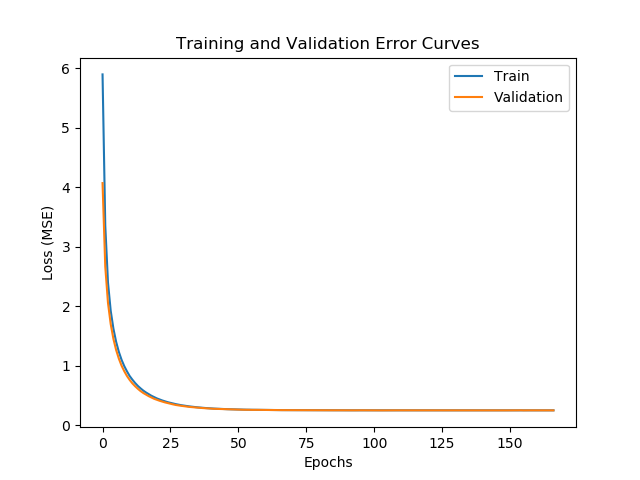 Training and Validation Error Curves
Train
Validation
6
5
4
3
2
1
0
Loss (MSE)
0 25 50 75 100 125 150
Epochs